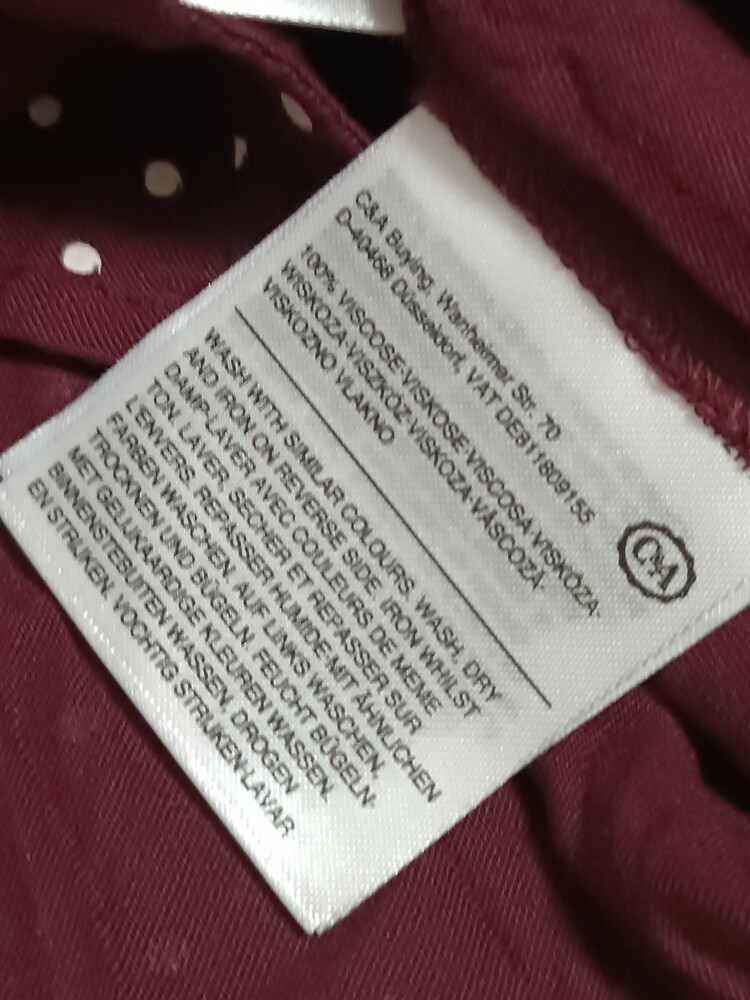 C&A Buying, Wanheimer Str. 70
D-40468 Düsseldorf, VAT DE811809155
C&A
100% VISCOSE·VISKOSE·VISCOSA·VISKÓZA·
WISKOZA·VISZKÓZ·VISKOZA·VÂSCOZĂ·
VISKOZNO VLAKNO
WASH WITH SIMILAR COLOURS. WASH, DRY
AND IRON ON REVERSE SIDE. IRON WHILST
DAMP·LAVER AVEC COULEURS DE MEME
TON. LAVER, SECHER ET REPASSER SUR
L'ENVERS. REPASSER HUMIDE·MIT ÄHNLICHEN
FARBEN WASCHEN. AUF LINKS WASCHEN,
TROCKNEN UND BÜGELN. FEUCHT BÜGELN·
MET GELIJKAARDIGE KLEUREN WASSEN.
BINNENSTEBUITEN WASSEN, DROGEN
EN STRIJKEN. VOCHTIG STRIJKEN·LAVAR